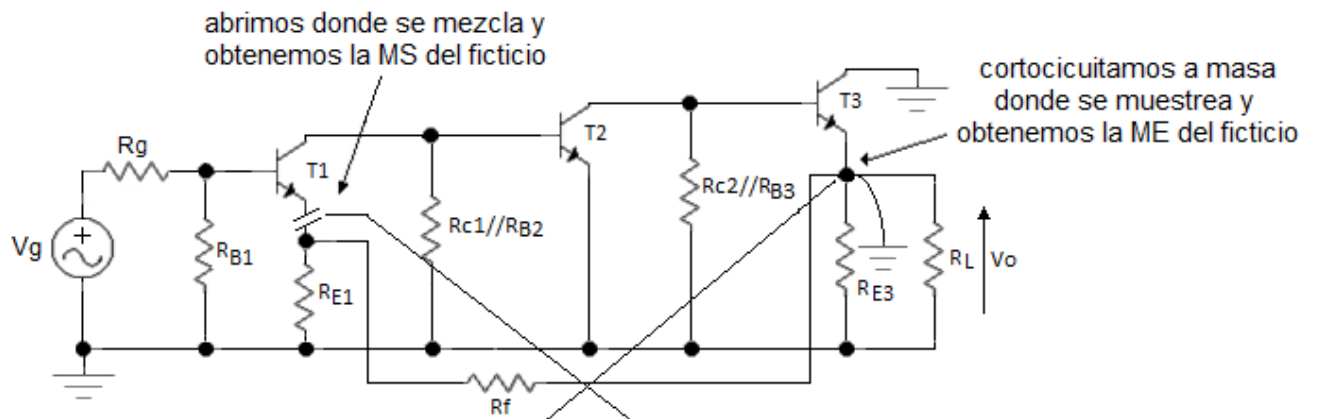 abrimos donde se mezcla y
obtenemos la MS del ficticio
cortocicuitamos a masa
donde se muestrea y
obtenemos la ME del ficticio
T3
T2
Rg
T1
Rc2//RB3
Rc1//RB2
Vg
RB1
RE1
RE3
RL
Vo
Rf